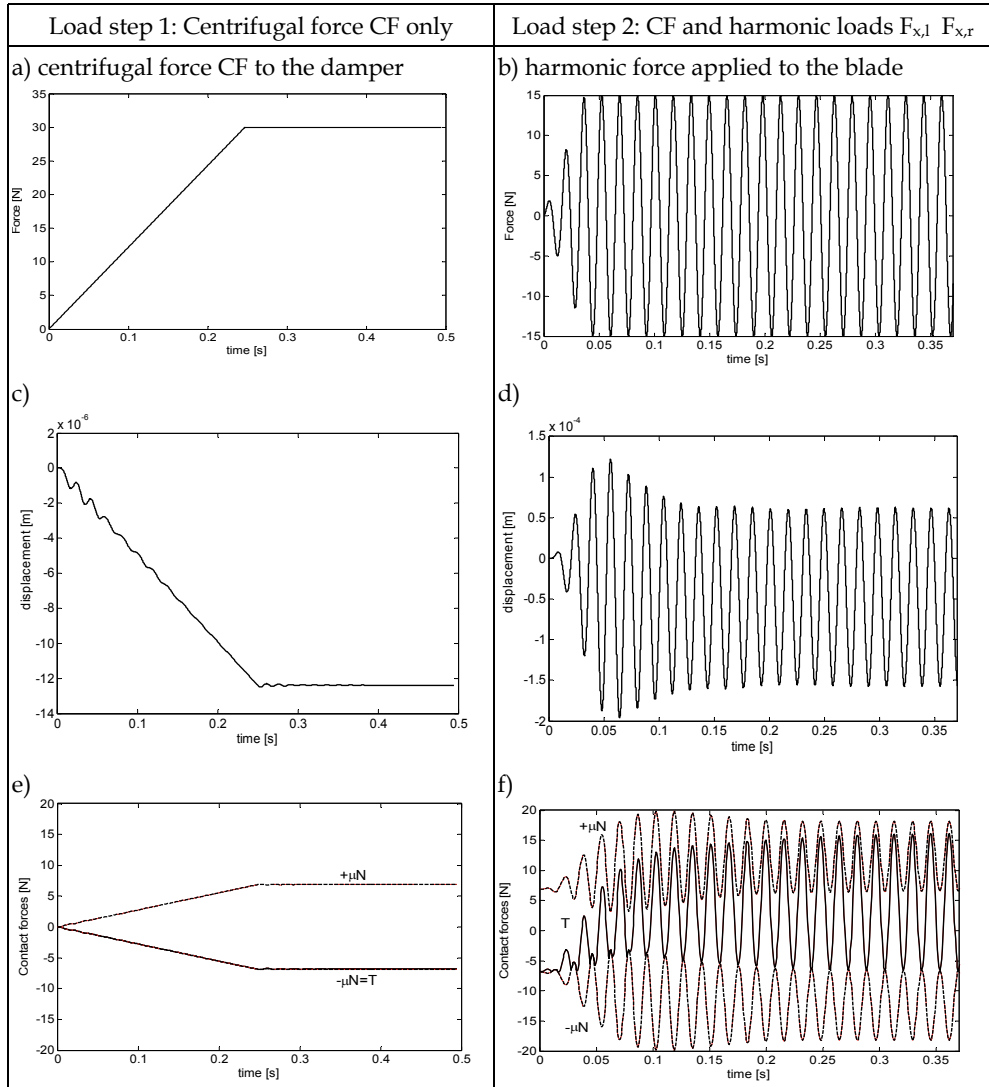 Load step 1: Centrifugal force CF only
Load step 2: CF and harmonic loads Fx,l Fx,r
a) centrifugal force CF to the damper
35
30
25
20
15
10
5
0
Force [N]
0 0.1 0.2 0.3 0.4 0.5
time [s]
b) harmonic force applied to the blade
15
10
5
0
-5
-10
-15
Force [N]
0 0.05 0.1 0.15 0.2 0.25 0.3 0.35
time [s]
c)
x 10⁻⁶
2
0
-2
-4
-6
-8
-10
-12
-14
displacement [m]
0 0.1 0.2 0.3 0.4 0.5
time [s]
d)
x 10⁻⁴
1.5
1
0.5
0
-0.5
-1
-1.5
-2
displacement [m]
0 0.05 0.1 0.15 0.2 0.25 0.3 0.35
time [s]
e)
20
15
10
5
0
-5
-10
-15
-20
Contact forces [N]
+μN
-μN=T
0 0.1 0.2 0.3 0.4 0.5
time [s]
f)
20
15
10
5
0
-5
-10
-15
-20
Contact forces [N]
+μN
T
-μN
0 0.05 0.1 0.15 0.2 0.25 0.3 0.35
time [s]